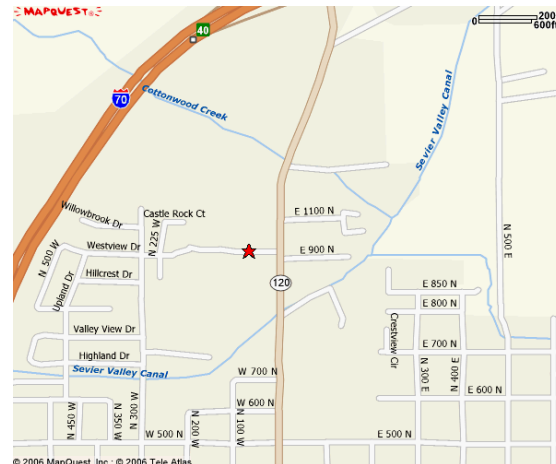 MAPQUEST
0
200
600ft
40
70
Cottonwood Creek
Sevier Valley Canal
Willowbrook Dr
Castle Rock Ct
E 1100 N
N 500 E
N 500 W
Westview Dr
N 225 W
E 900 N
Hillcrest Dr
Upland Dr
120
E 850 N
E 800 N
Valley View Dr
Crestview Cir
E 700 N
Highland Dr
Sevier Valley Canal
W 700 N
N 300 E
N 400 E
E 600 N
W 600 N
N 450 W
N 350 W
N 300 W
W 500 N
N 200 W
N 100 W
E 500 N
© 2006 MapQuest, Inc.; © 2006 Tele Atlas